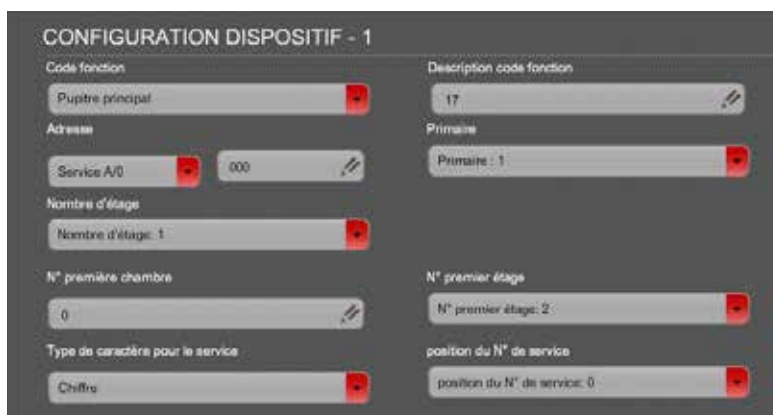 CONFIGURATION DISPOSITIF - 1
Code fonction
Description code fonction
Pupitre principal
17
Adresse
Primaire
Service A/0
000
Primaire : 1
Nombre d'étage
Nombre d'étage: 1
N° première chambre
N° premier étage
0
N° premier étage: 2
Type de caractère pour le service
position du N° de service
Chiffre
position du N° de service: 0